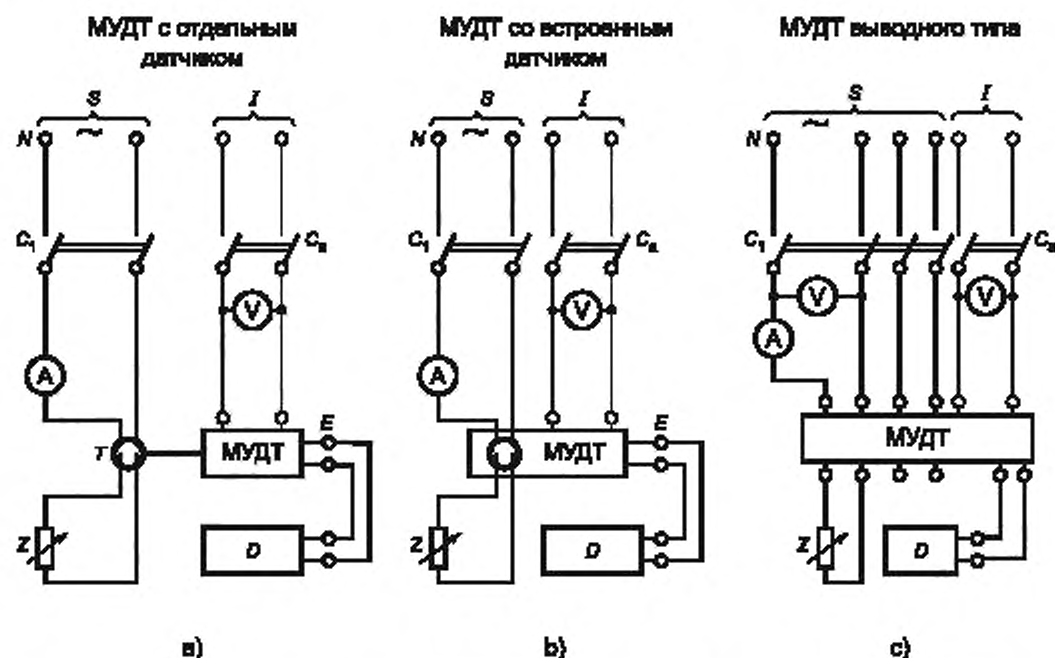 МУДТ с отдельным
датчиком
S
I
N
C₁
C₂
V
A
T
МУДТ
E
Z
D
a)
МУДТ со встроенным
датчиком
S
I
N
C₁
C₂
V
A
МУДТ
E
Z
D
b)
МУДТ выводного типа
S
I
N
C₁
C₂
V
V
A
МУДТ
Z
D
c)